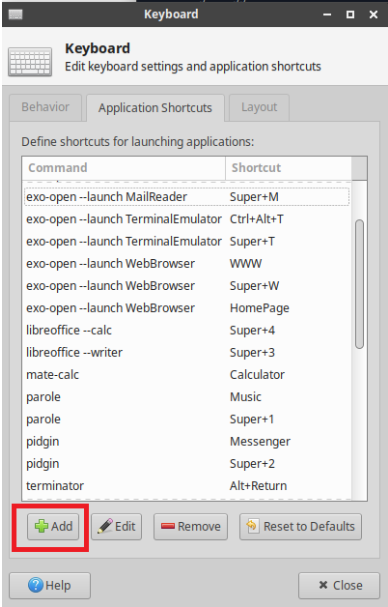 Keyboard
Keyboard
Edit keyboard settings and application shortcuts
Behavior Application Shortcuts Layout
Define shortcuts for launching applications:
Command Shortcut
exo-open --launch MailReader Super+M
exo-open --launch TerminalEmulator Ctrl+Alt+T
exo-open --launch TerminalEmulator Super+T
exo-open --launch WebBrowser WWW
exo-open --launch WebBrowser Super+W
exo-open --launch WebBrowser HomePage
libreoffice --calc Super+4
libreoffice --writer Super+3
mate-calc Calculator
parole Music
parole Super+1
pidgin Messenger
pidgin Super+2
terminator Alt+Return
Add Edit Remove Reset to Defaults
Help Close